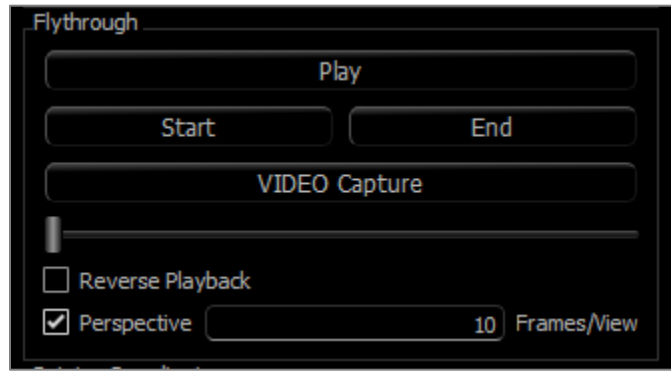 Flythrough
Play
Start End
VIDEO Capture
Reverse Playback
Perspective 10 Frames/View